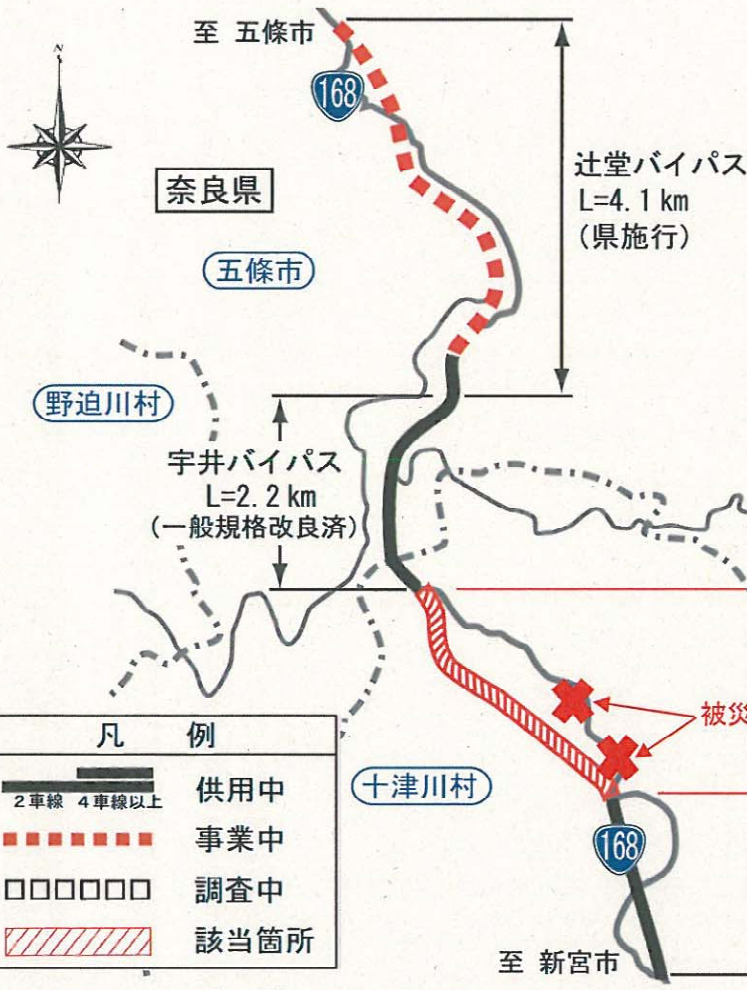 N
至 五條市
168
奈良県
五條市
辻堂バイパス
L=4.1km
(県施行)
野迫川村
宇井バイパス
L=2.2km
(一般規格改良済)
被災
凡 例
2車線 4車線以上 供用中
事業中
調査中
該当箇所
十津川村
168
至 新宮市